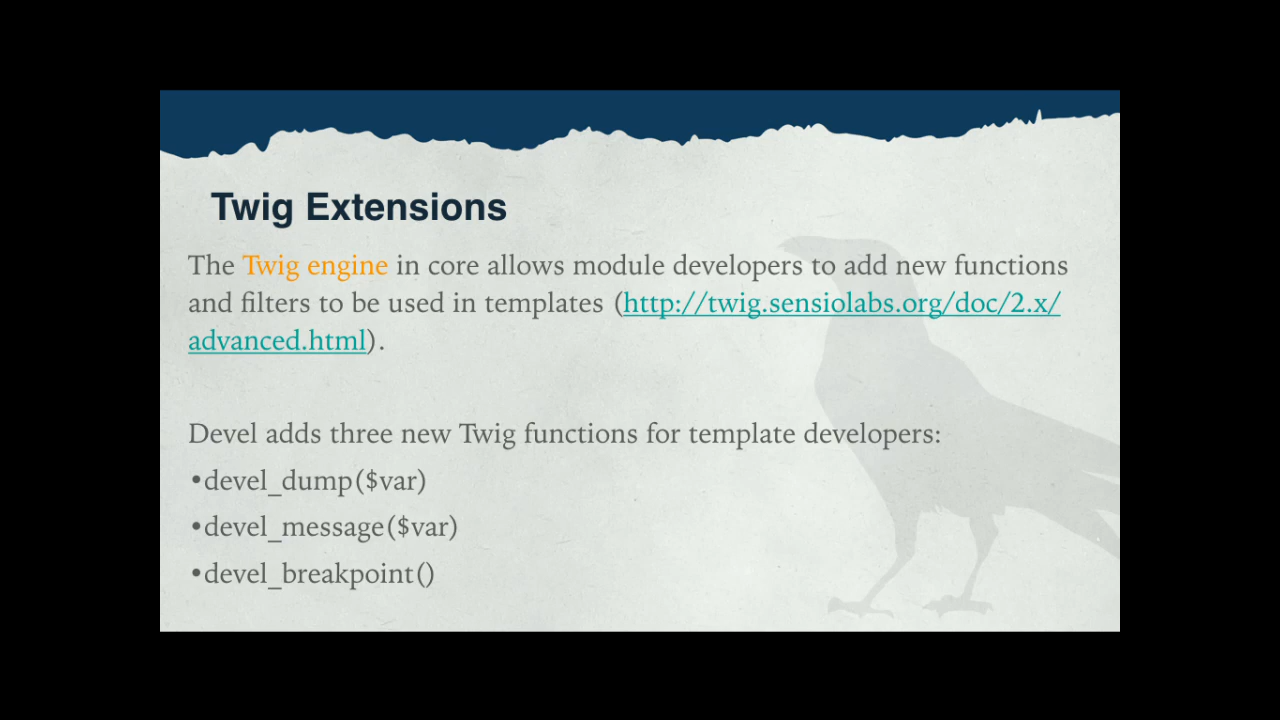 Twig Extensions
The Twig engine in core allows module developers to add new functions
and filters to be used in templates (http://twig.sensiolabs.org/doc/2.x/
advanced.html).
Devel adds three new Twig functions for template developers:
•devel_dump($var)
•devel_message($var)
•devel_breakpoint()